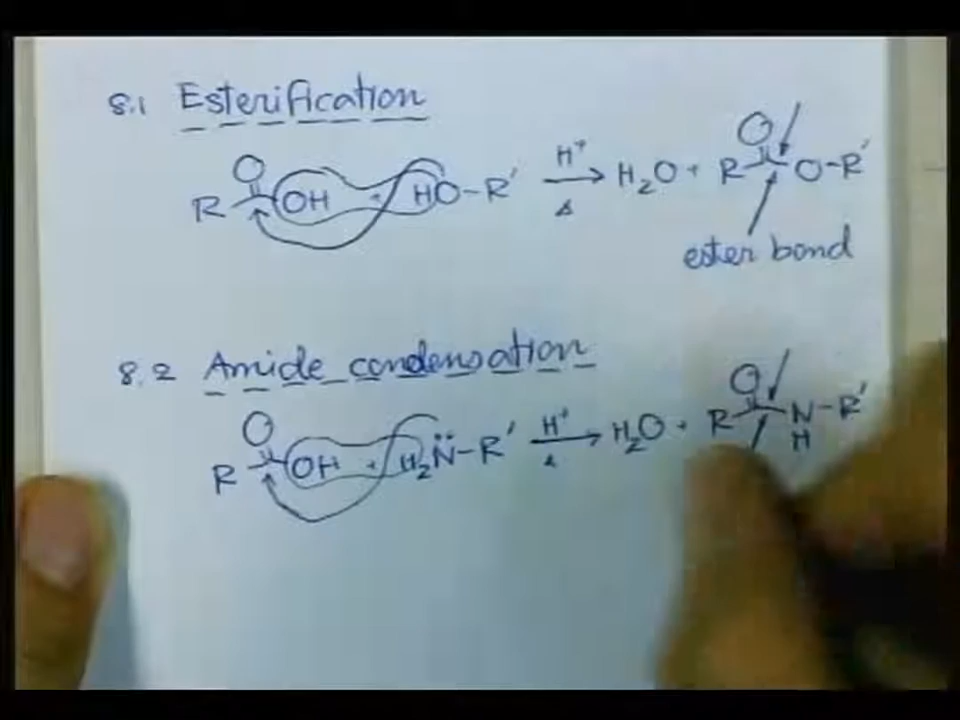 8.1 Esterification
O O
R OH + HO-R' H⁺ Δ → H₂O + R O-R'
ester bond
8.2 Amide condensation
O O
R OH + H₂N̈-R' H⁺ Δ → H₂O + R N-R'
H